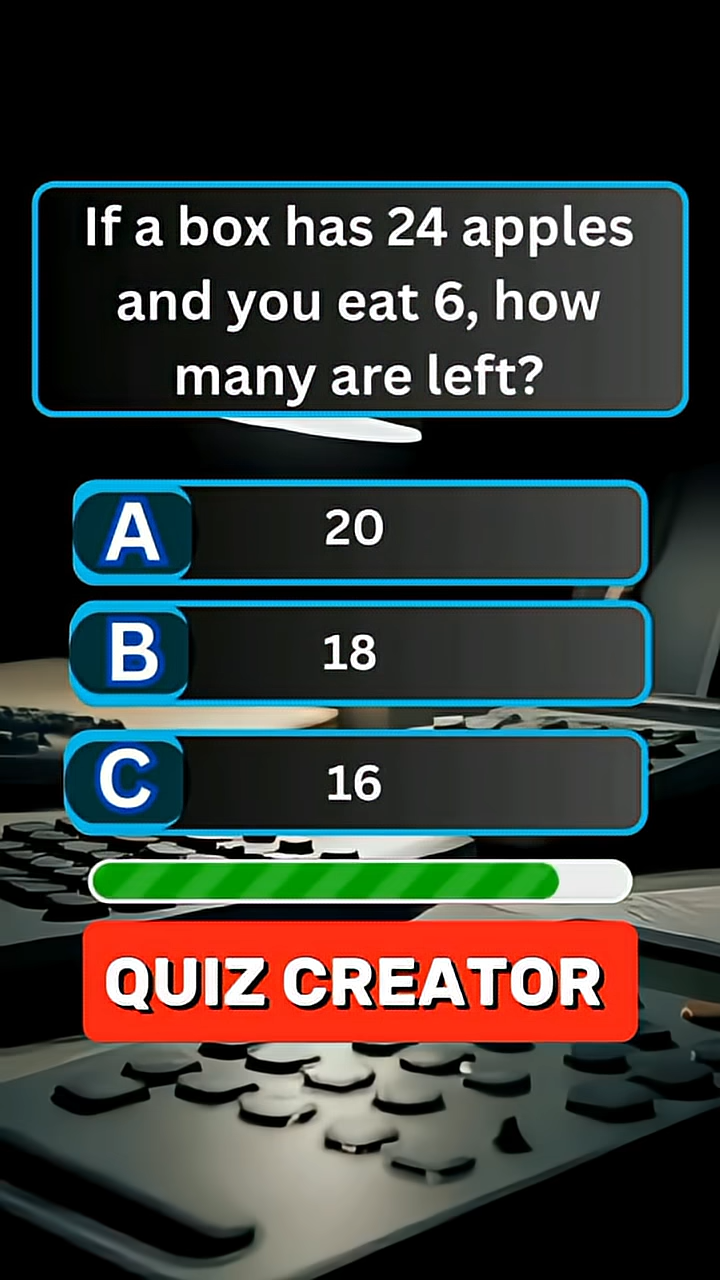 If a box has 24 apples
and you eat 6, how
many are left?
A 20
B 18
C 16
QUIZ CREATOR